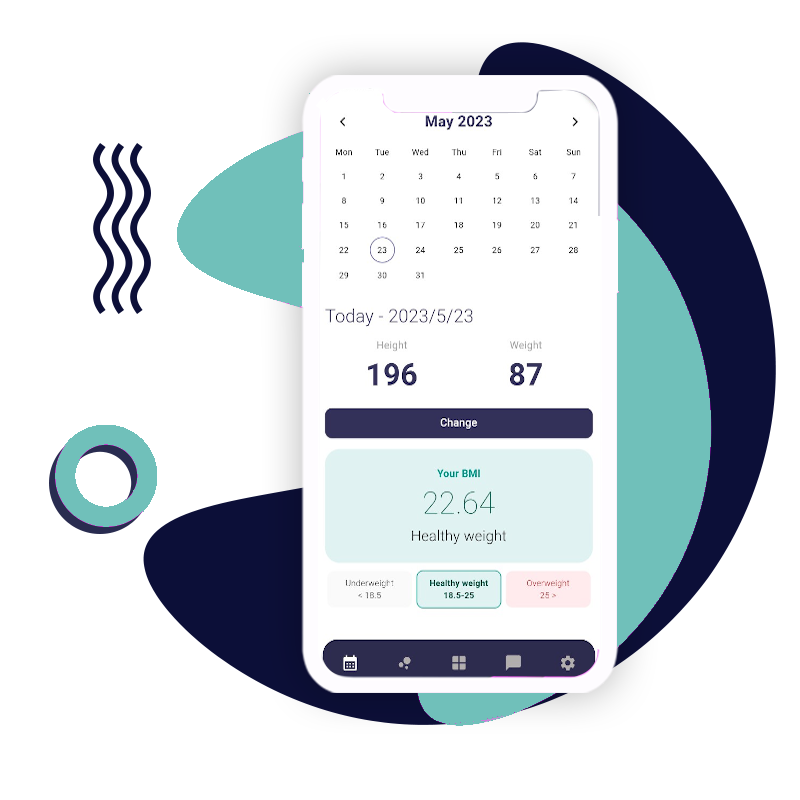 May 2023
Mon Tue Wed Thu Fri Sat Sun
1 2 3 4 5 6 7
8 9 10 11 12 13 14
15 16 17 18 19 20 21
22 23 24 25 26 27 28
29 30 31
Today - 2023/5/23
Height Weight
196 87
Change
Your BMI
22.64
Healthy weight
Underweight Healthy weight Overweight
< 18.5 18.5-25 25 >